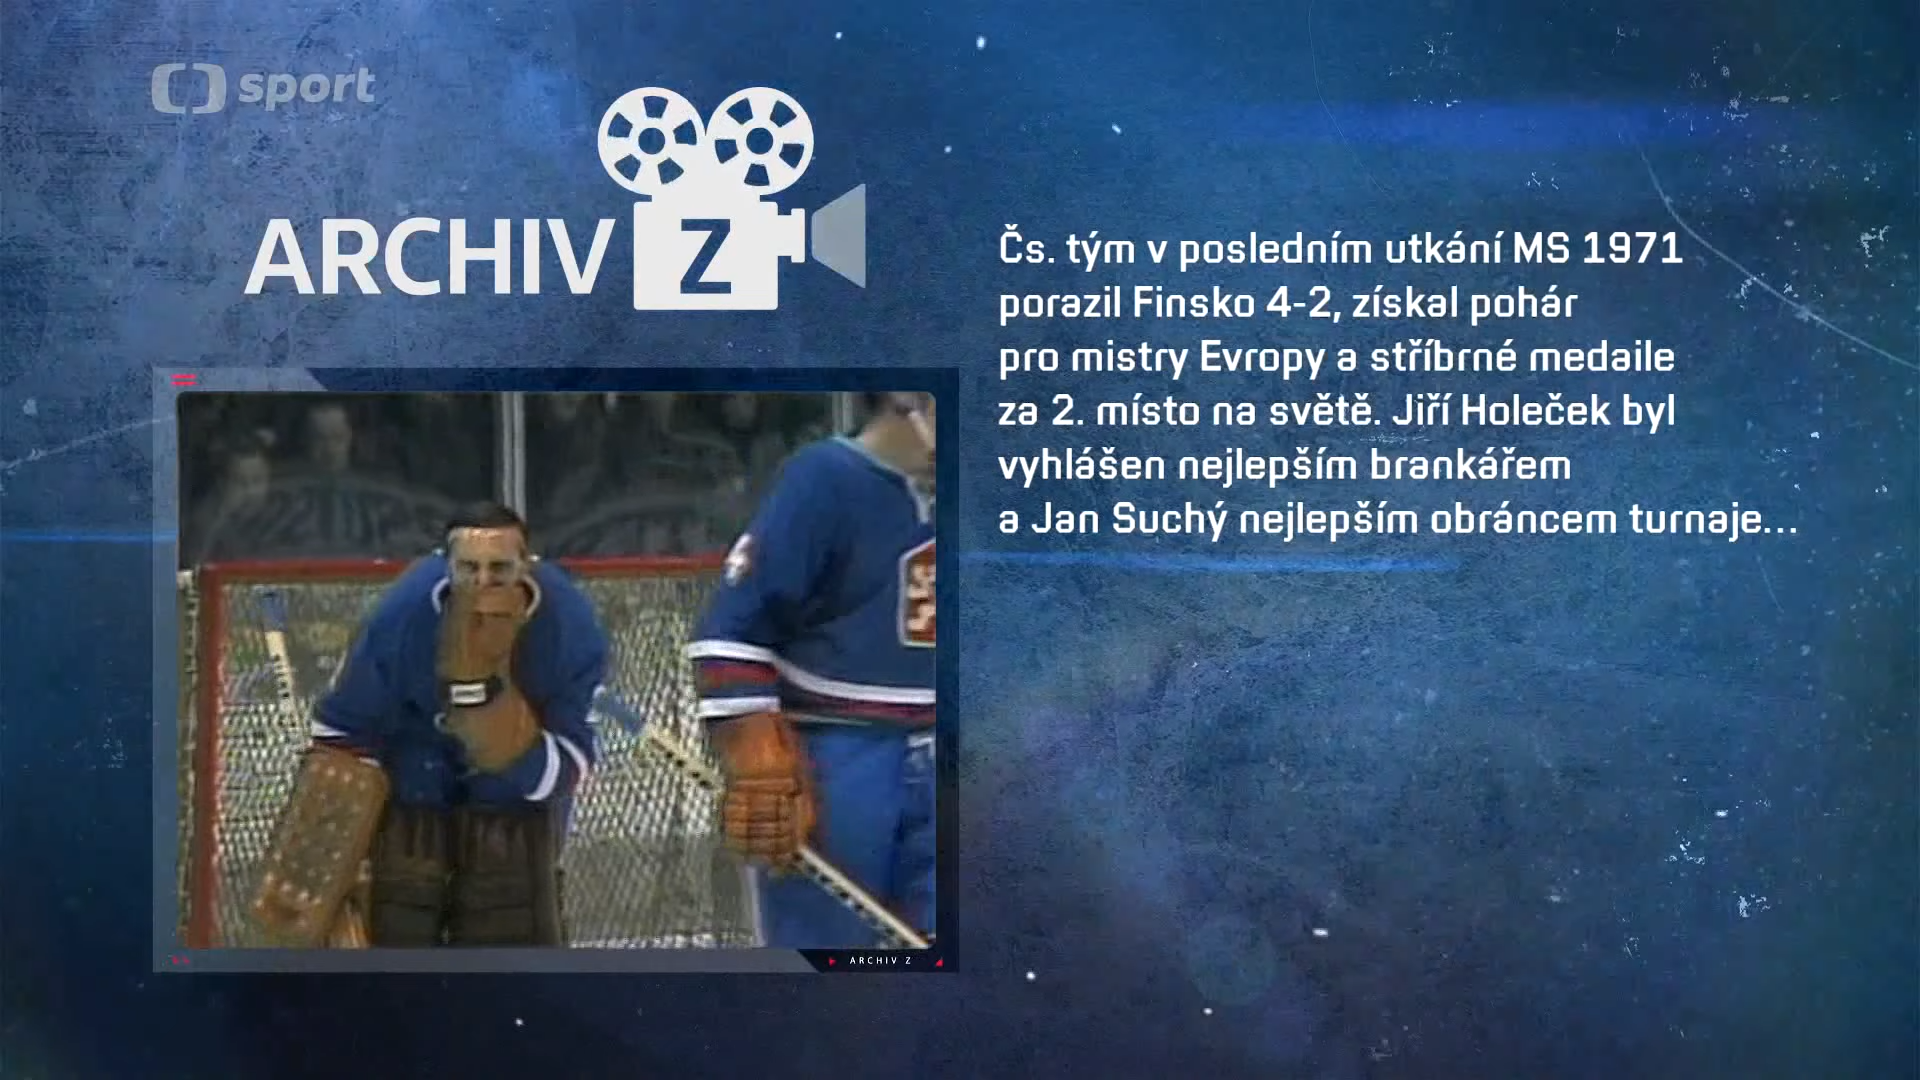 sport
ARCHIV Z
Čs. tým v posledním utkání MS 1971
porazil Finsko 4-2, získal pohár
pro mistry Evropy a stříbrné medaile
za 2. místo na světě. Jiří Holeček byl
vyhlášen nejlepším brankářem
a Jan Suchý nejlepším obráncem turnaje...
ARCHIV Z